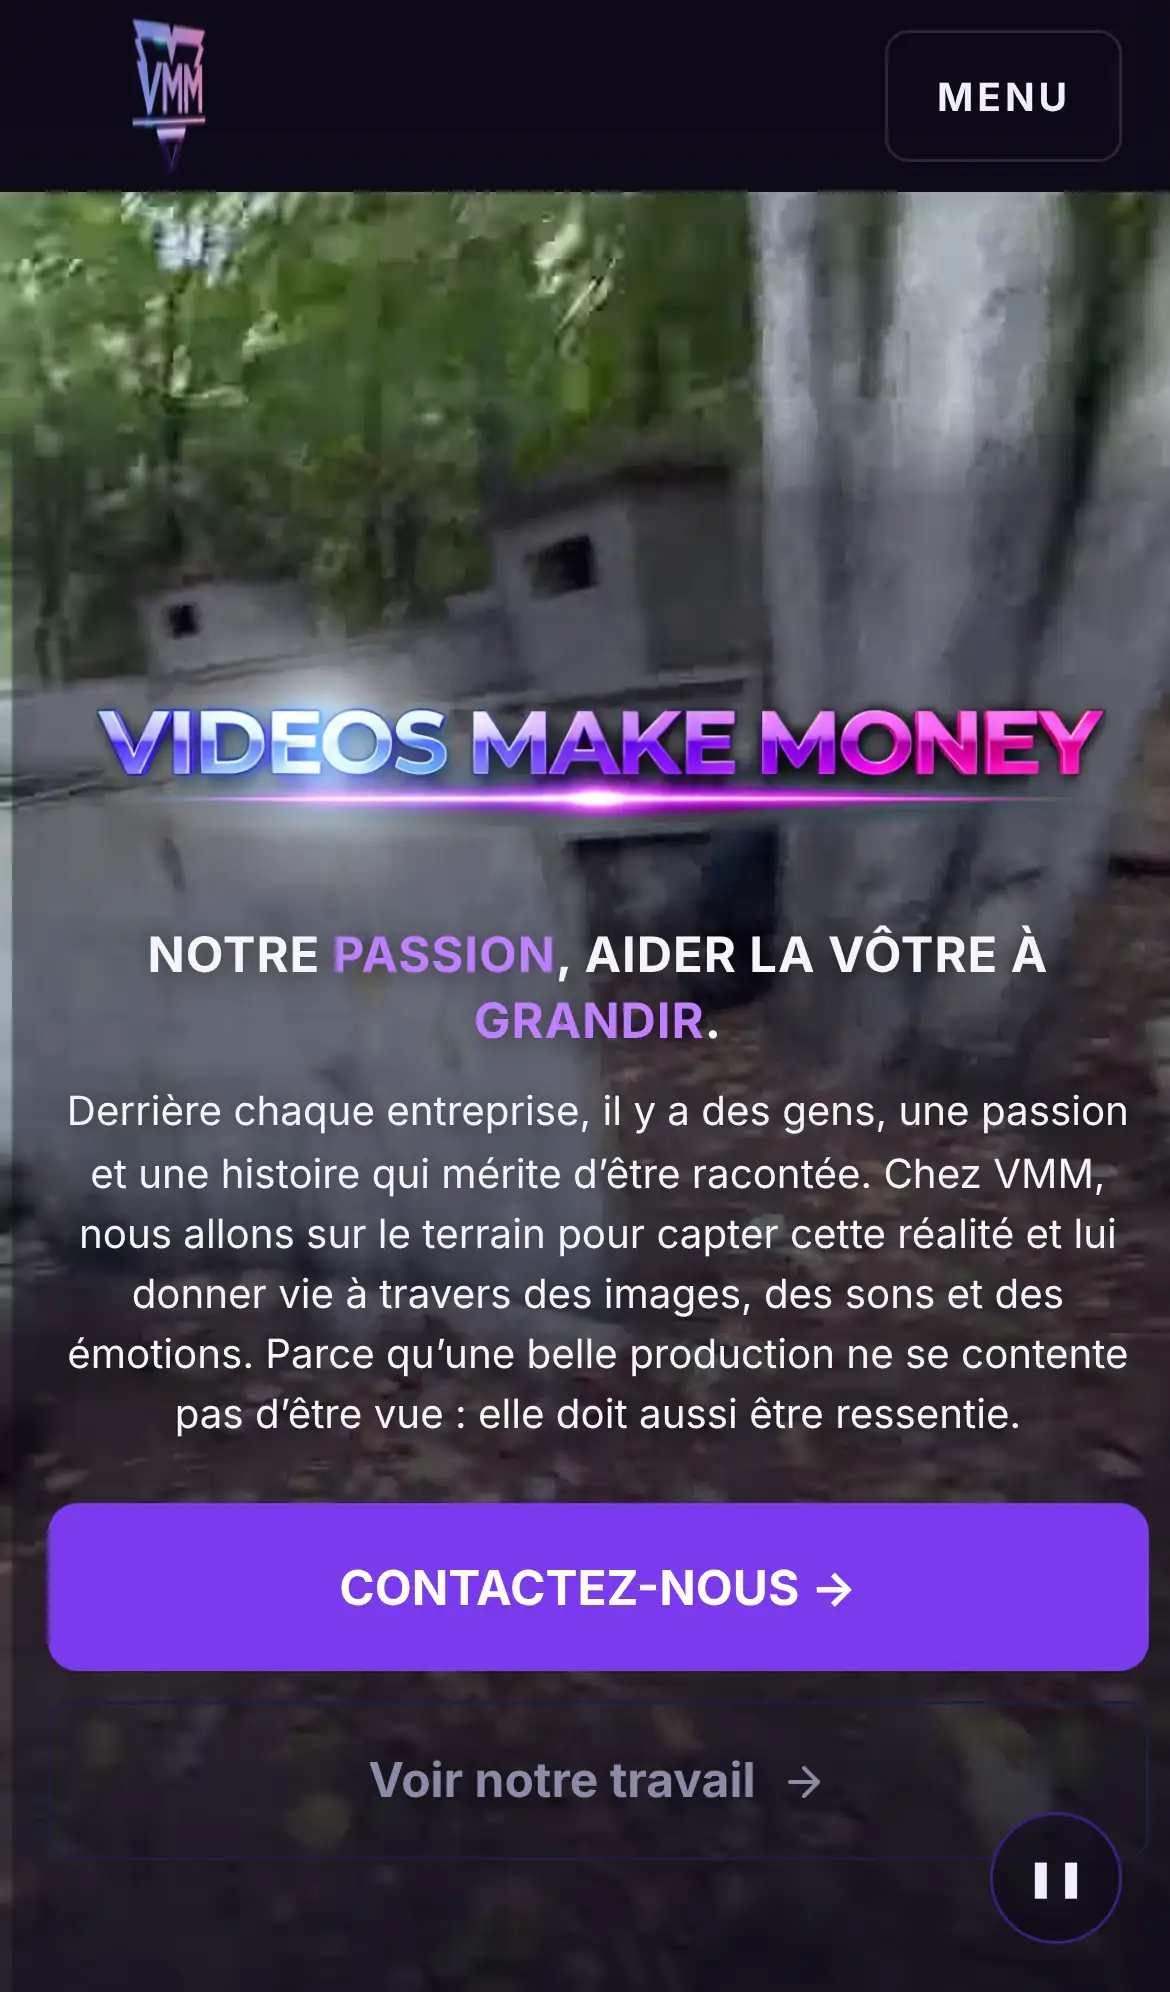 VMM
MENU
VIDEOS MAKE MONEY
NOTRE PASSION, AIDER LA VÔTRE À
GRANDIR.
Derrière chaque entreprise, il y a des gens, une passion
et une histoire qui mérite d’être racontée. Chez VMM,
nous allons sur le terrain pour capter cette réalité et lui
donner vie à travers des images, des sons et des
émotions. Parce qu’une belle production ne se contente
pas d’être vue : elle doit aussi être ressentie.
CONTACTEZ-NOUS →
Voir notre travail →